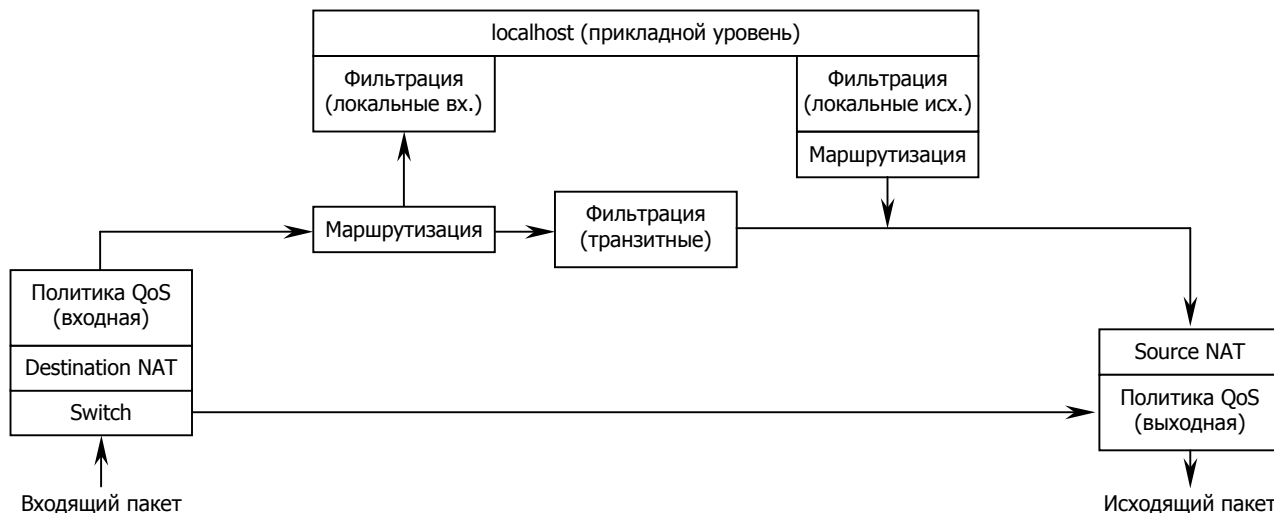 localhost (прикладной уровень)
Фильтрация
(локальные вх.)
Фильтрация
(локальные исх.)
Маршрутизация
Маршрутизация
Фильтрация
(транзитные)
Политика QoS
(входная)
Destination NAT
Switch
Source NAT
Политика QoS
(выходная)
Входящий пакет
Исходящий пакет